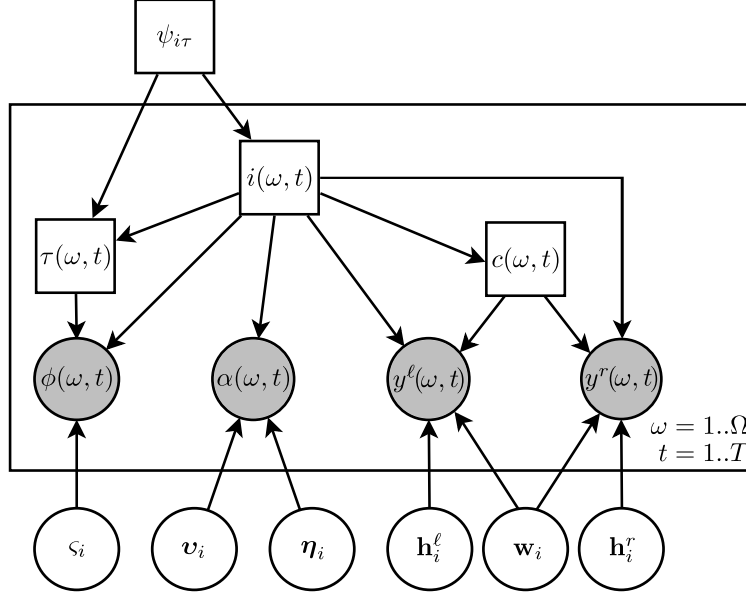 ψ_{iτ}
i(ω, t)
τ(ω, t)
c(ω, t)
ϕ(ω, t)
α(ω, t)
y^ℓ(ω, t)
y^r(ω, t)
ω = 1..Ω
t = 1..T
ς_i
υ_i
η_i
h_i^ℓ
w_i
h_i^r